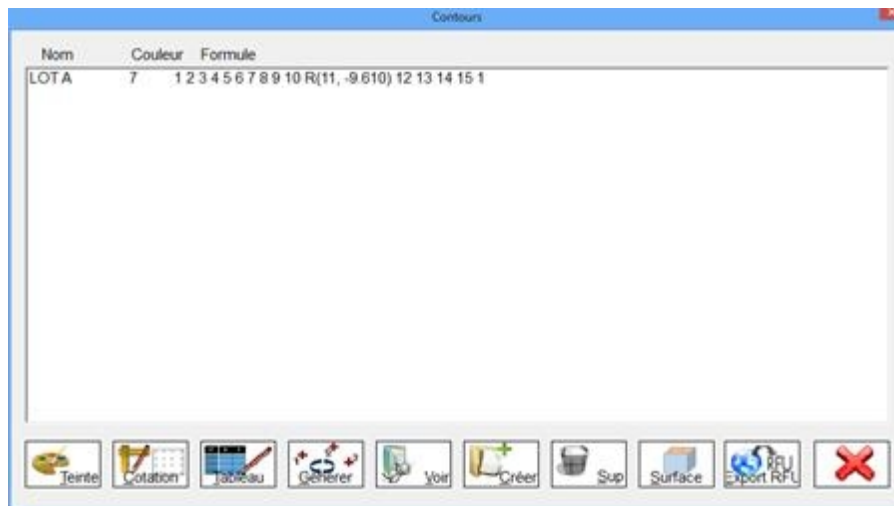 Contours
Nom Couleur Formule
LOT A 7 1 2 3 4 5 6 7 8 9 10 R(11, -9.610) 12 13 14 15 1
Teinte Cotation Tableau Générer Voir Créer Sup Surface Export RFU
RFU